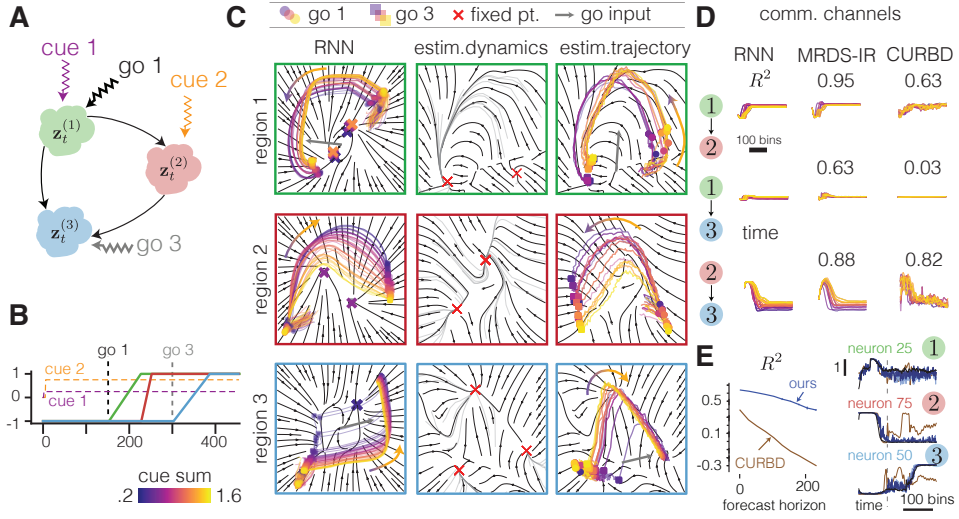 A
cue 1
go 1
cue 2
z_t^(1)
z_t^(2)
z_t^(3)
go 3
B
go 1
go 3
1
cue 2
0
cue 1
-1
0
200
400
cue sum
.2
1.6
C
go 1
go 3
fixed pt.
go input
RNN
estim.dynamics
estim.trajectory
region 1
region 2
region 3
D
comm. channels
RNN
MRDS-IR
CURBD
R²
0.95
0.63
1
2
100 bins
0.63
0.03
1
3
time
0.88
0.82
2
3
E
R²
ours
0.5
0.1
-0.3
CURBD
0
200
forecast horizon
neuron 25
1
1
neuron 75
2
neuron 50
3
time
100 bins